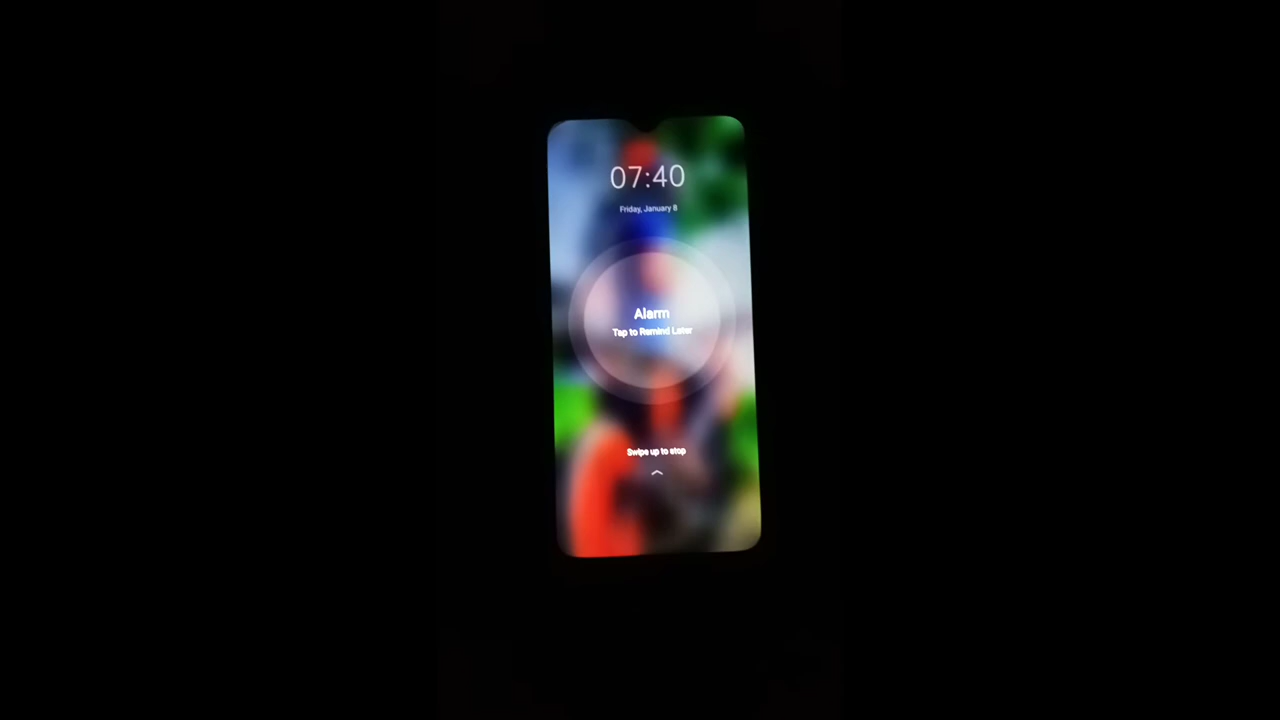 07:40
Friday, January 8
Alarm
Tap to Remind Later
Swipe up to stop